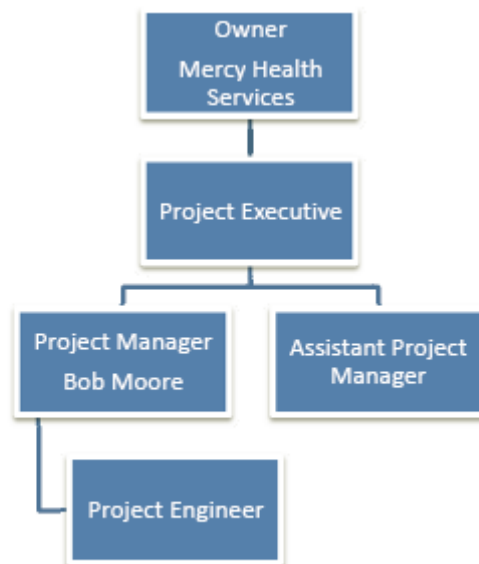 Owner
Mercy Health
Services
Project Executive
Project Manager
Bob Moore
Assistant Project
Manager
Project Engineer